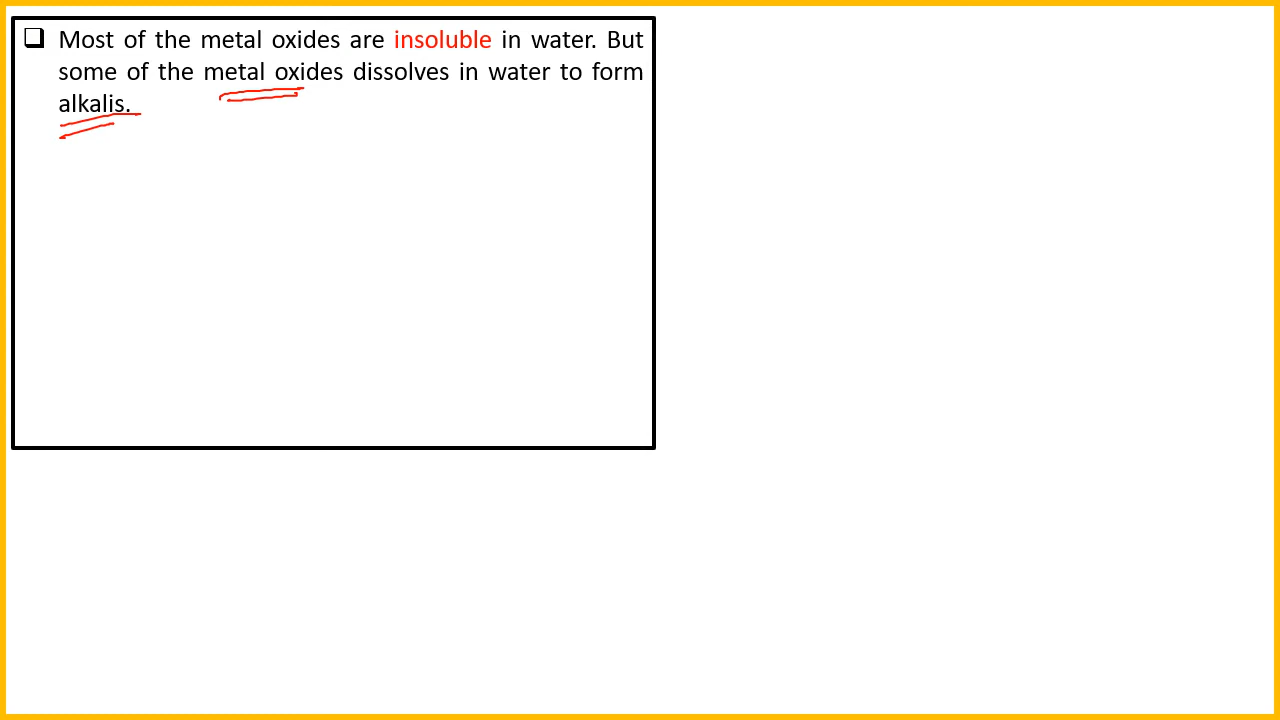 Most of the metal oxides are insoluble in water. But
some of the metal oxides dissolves in water to form
alkalis.